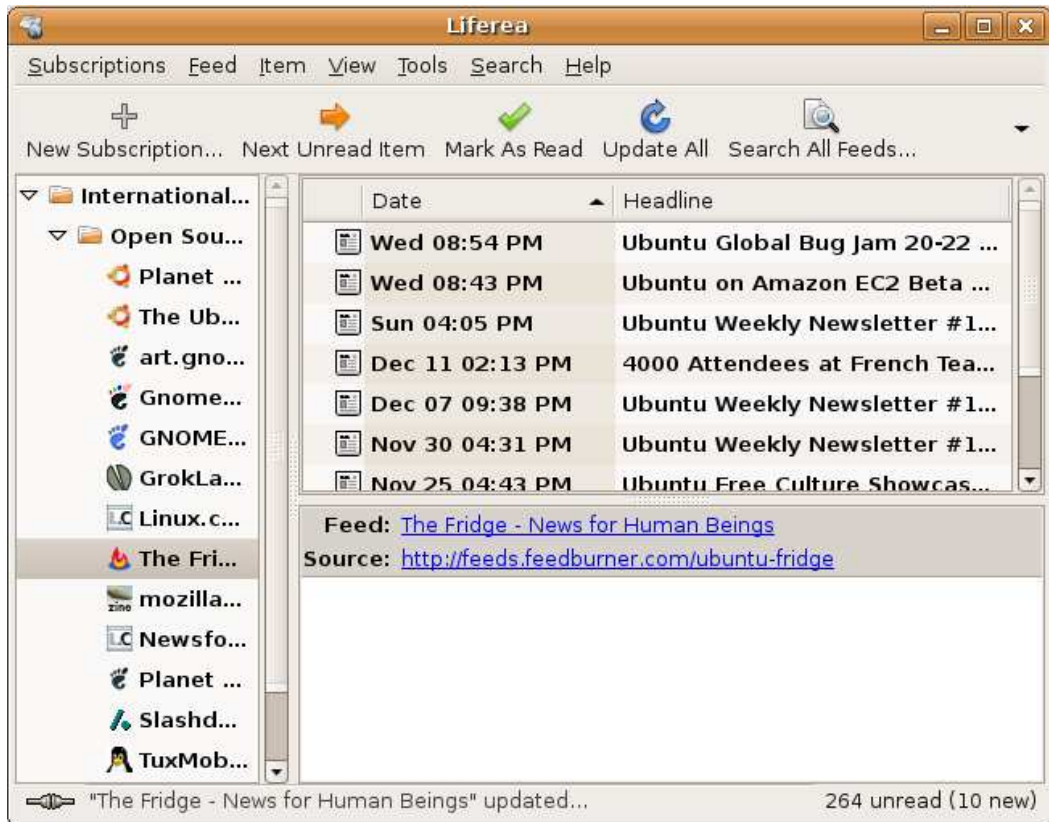 Liferea
Subscriptions Feed Item View Tools Search Help
New Subscription... Next Unread Item Mark As Read Update All Search All Feeds...
International...
Open Sou...
Planet ...
The Ub...
art.gno...
Gnome...
GNOME...
GrokLa...
LC Linux.c...
The Fri...
zine mozilla...
LC Newsfo...
Planet ...
Slashd...
TuxMob...
Date Headline
Wed 08:54 PM Ubuntu Global Bug Jam 20-22 ...
Wed 08:43 PM Ubuntu on Amazon EC2 Beta ...
Sun 04:05 PM Ubuntu Weekly Newsletter #1...
Dec 11 02:13 PM 4000 Attendees at French Tea...
Dec 07 09:38 PM Ubuntu Weekly Newsletter #1...
Nov 30 04:31 PM Ubuntu Weekly Newsletter #1...
Nov 25 04:43 PM Ubuntu Free Culture Showcas...
Feed: The Fridge - News for Human Beings
Source: http://feeds.feedburner.com/ubuntu-fridge
"The Fridge - News for Human Beings" updated... 264 unread (10 new)